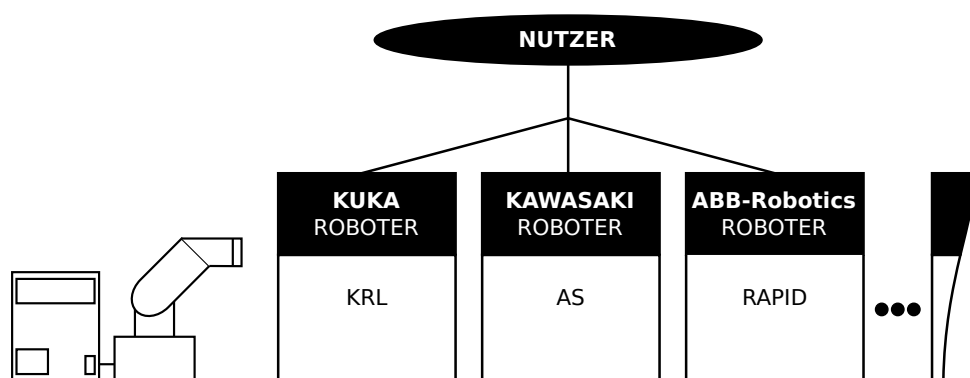 NUTZER
KUKA
ROBOTER
KAWASAKI
ROBOTER
ABB-Robotics
ROBOTER
KRL
AS
RAPID